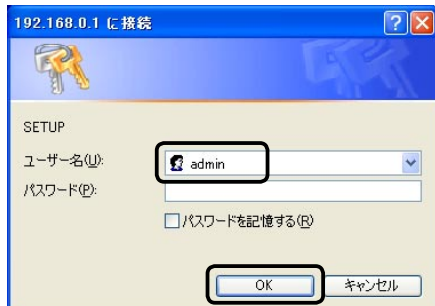 192.168.0.1 に接続
SETUP
ユーザー名(U):
admin
パスワード(P):
パスワードを記憶する(R)
OK
キャンセル